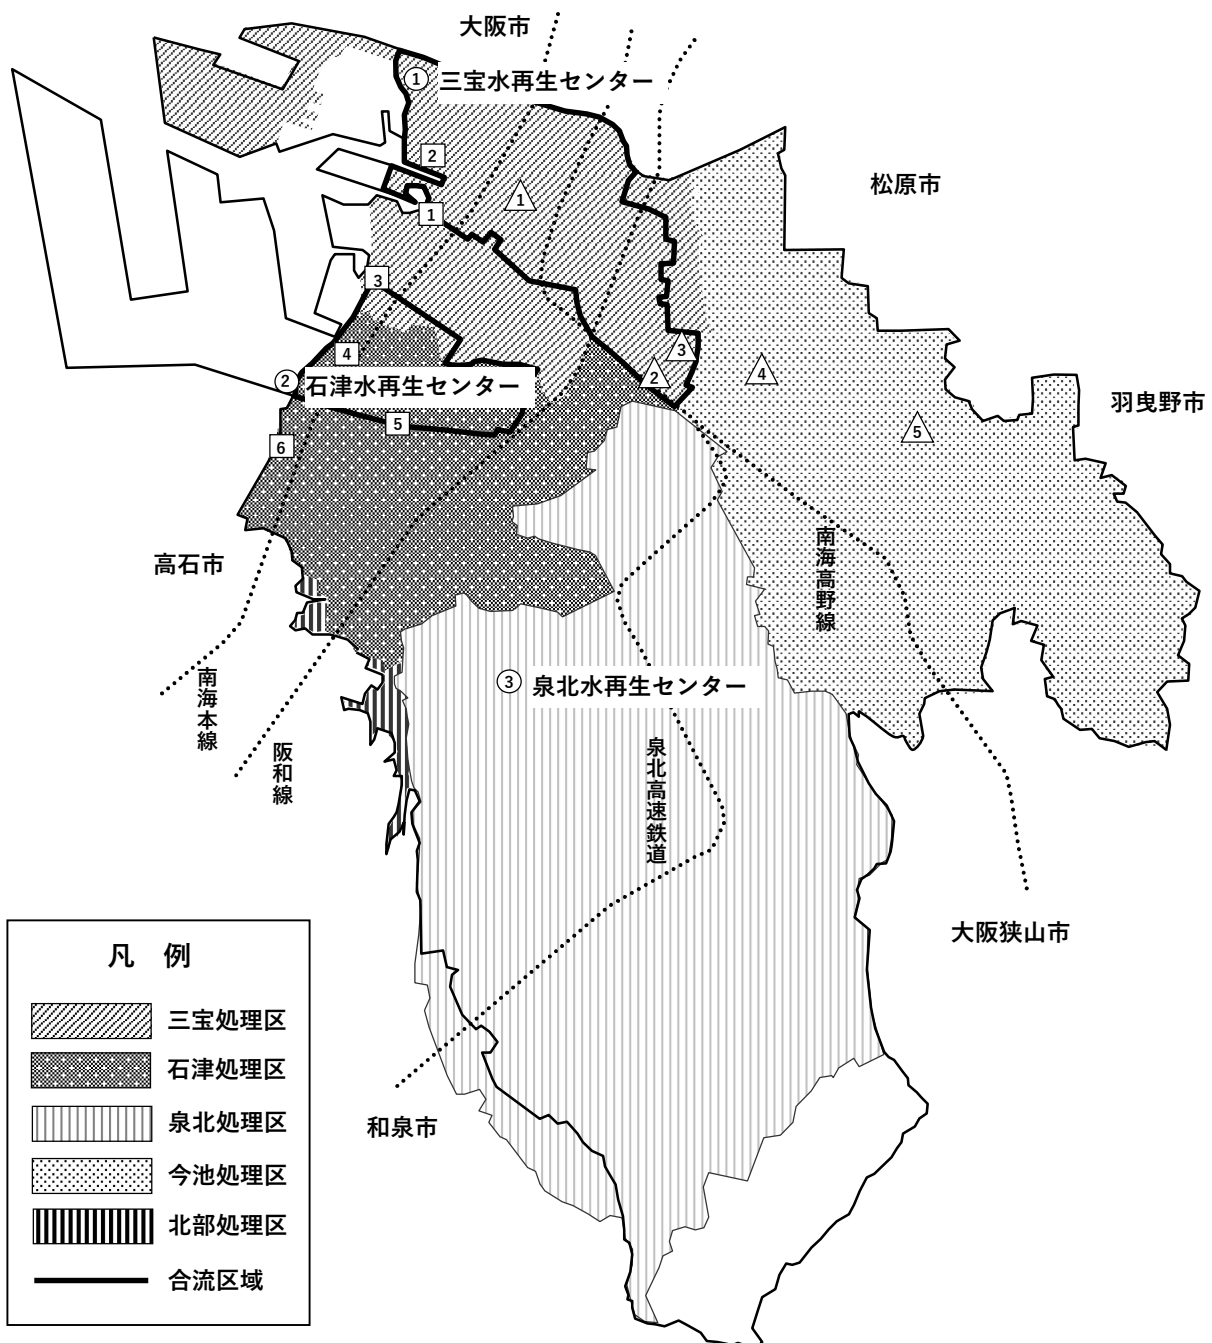 大阪市
① 三宝水再生センター
2
1
1
松原市
3
3
4
2
4
② 石津水再生センター
羽曳野市
5
5
6
南海高野線
高石市
南海本線
③ 泉北水再生センター
阪和線
泉北高速鉄道
大阪狭山市
和泉市
凡 例
三宝処理区
石津処理区
泉北処理区
今池処理区
北部処理区
合流区域